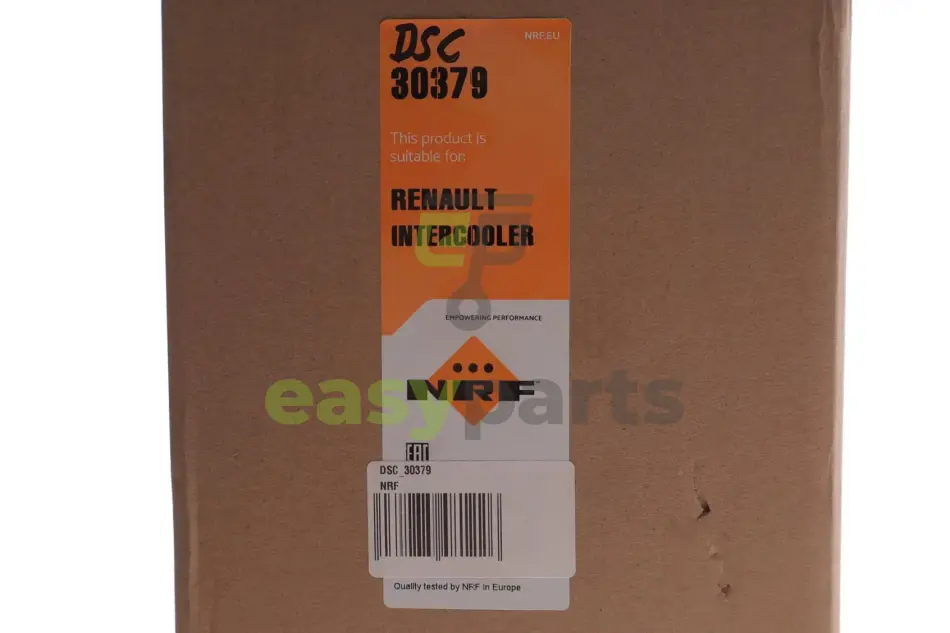 DSC
NRF.EU
30379
This product is
suitable for:
RENAULT
INTERCOOLER
EMPOWERING PERFORMANCE
NRF
easyparts
EAC
DSC_30379
NRF
Quality tested by NRF in Europe